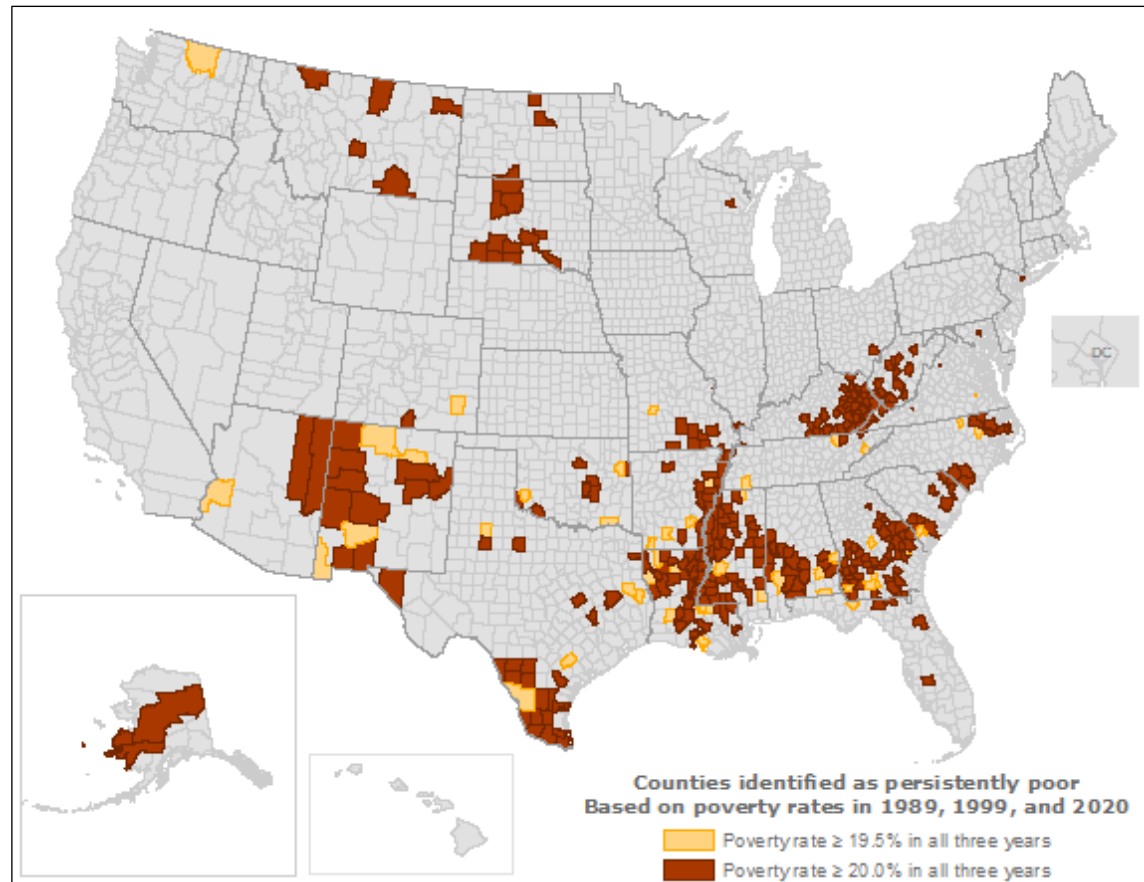 DC
Counties identified as persistently poor
Based on poverty rates in 1989, 1999, and 2020
Poverty rate ≥ 19.5% in all three years
Poverty rate ≥ 20.0% in all three years